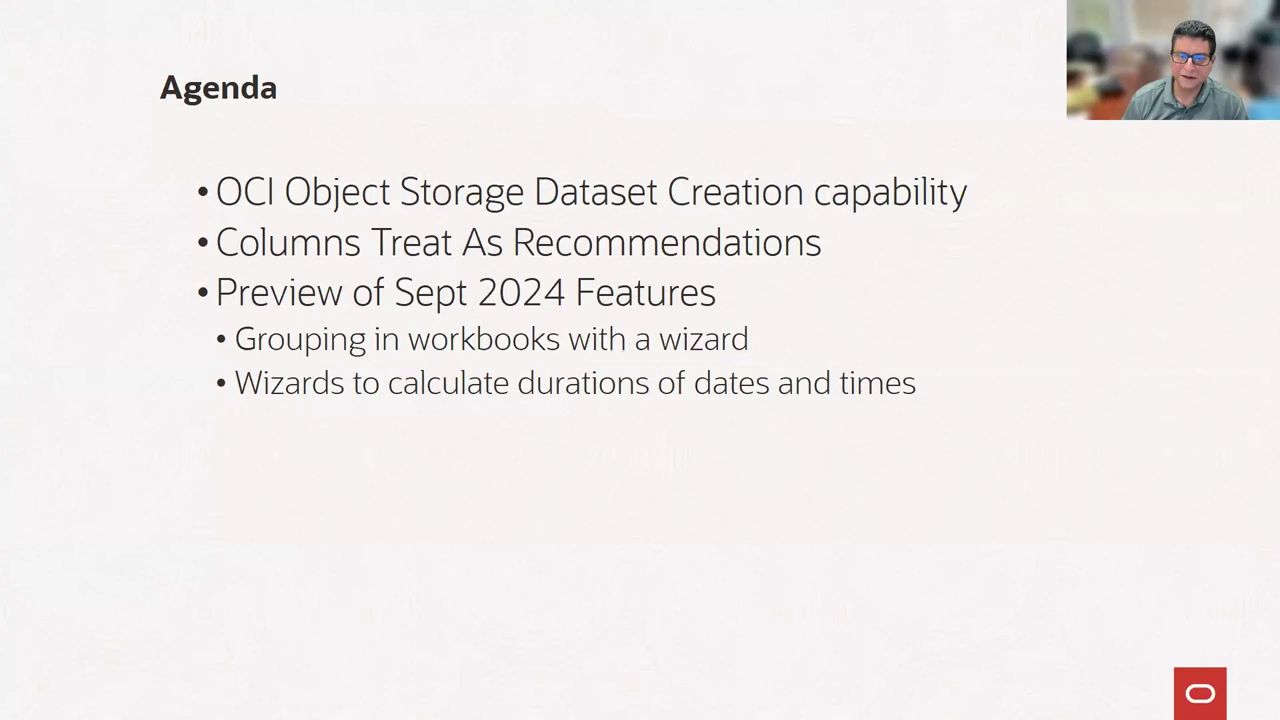 Agenda
• OCI Object Storage Dataset Creation capability
• Columns Treat As Recommendations
• Preview of Sept 2024 Features
• Grouping in workbooks with a wizard
• Wizards to calculate durations of dates and times